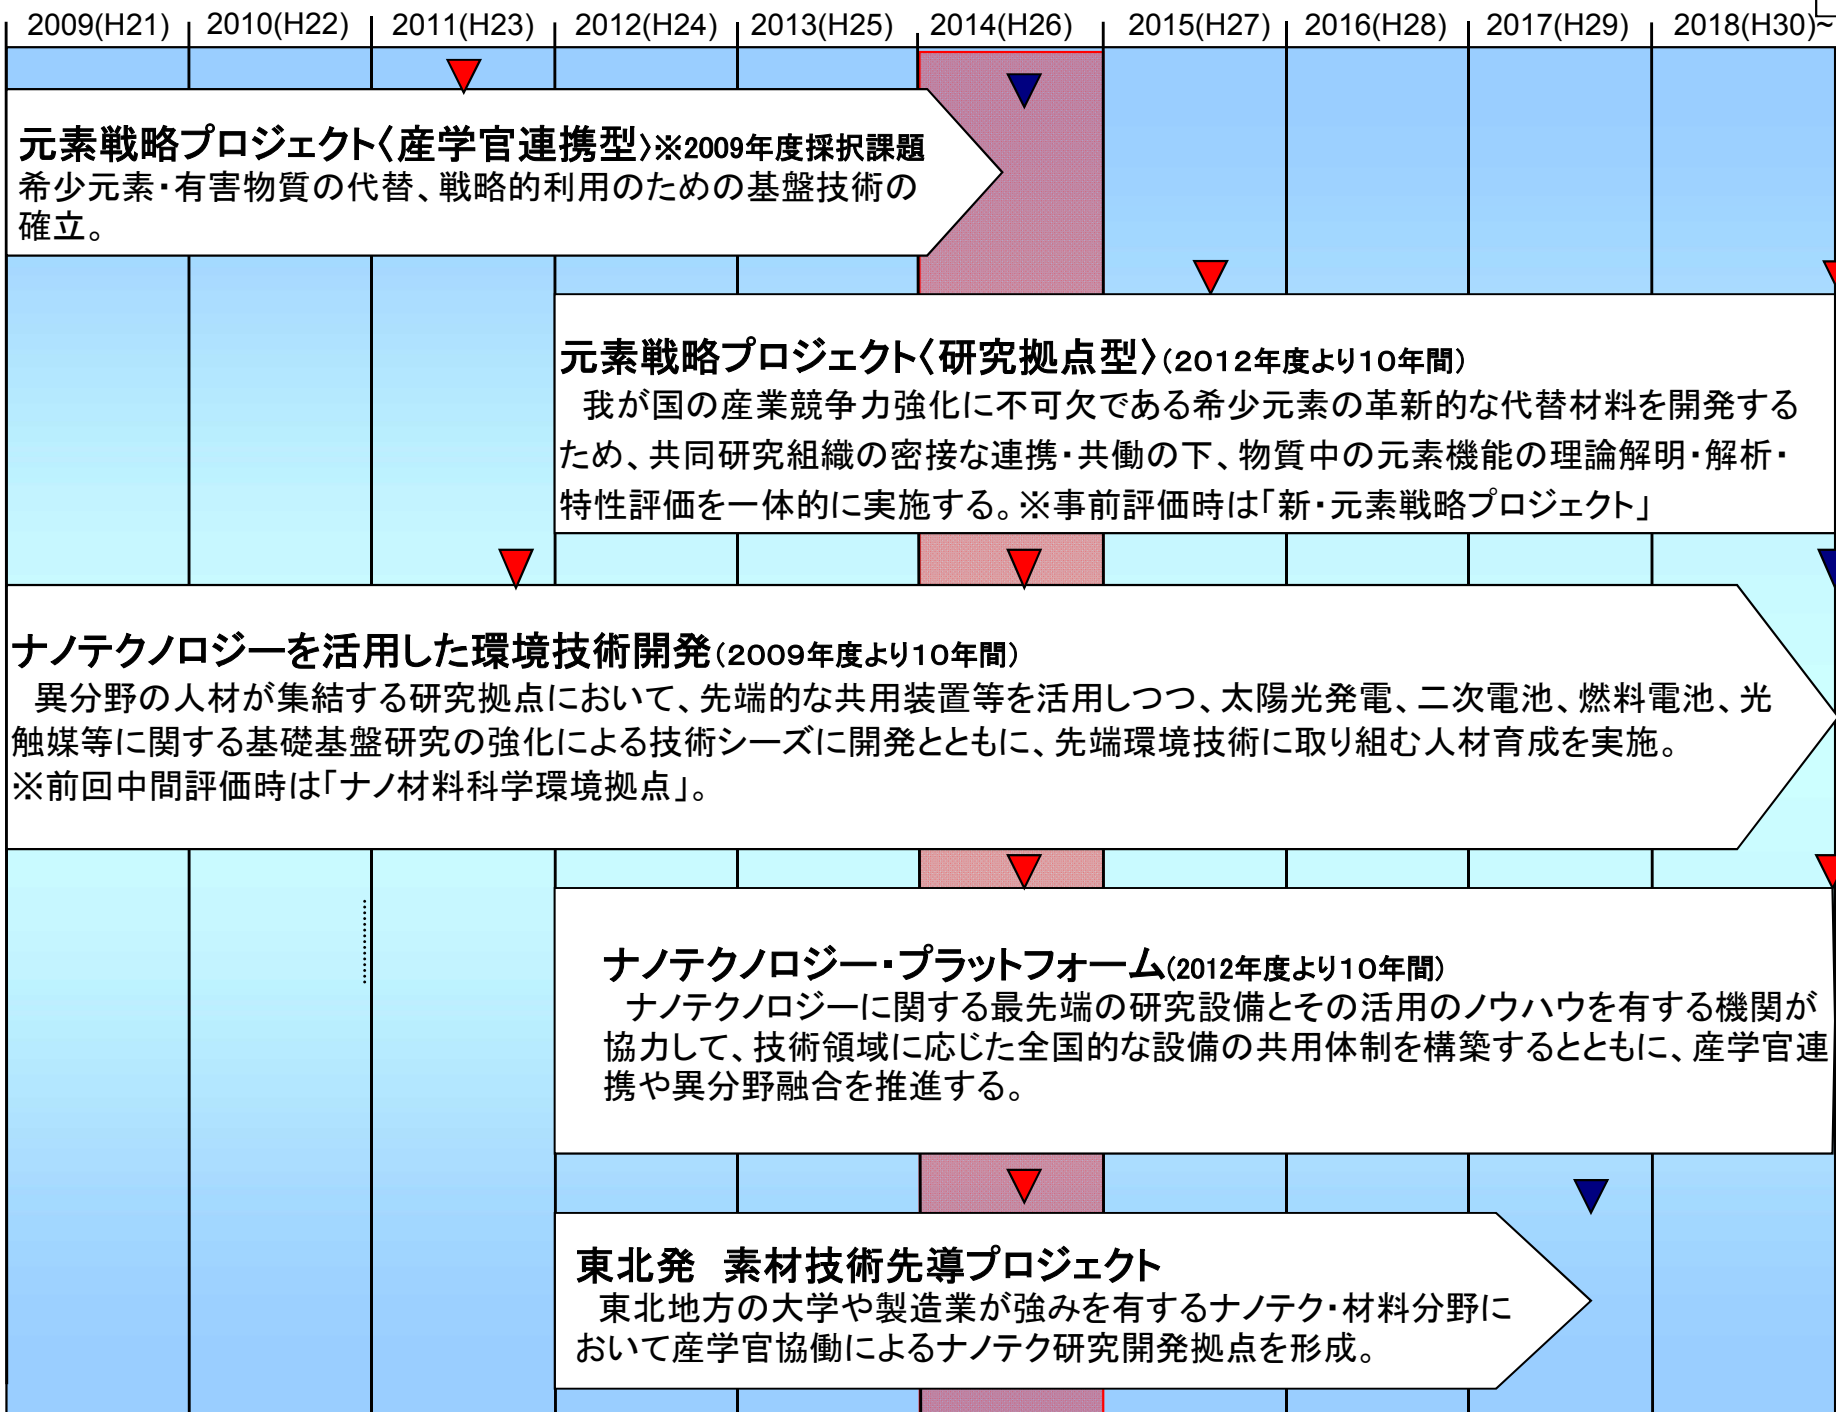 2009(H21) 2010(H22) 2011(H23) 2012(H24) 2013(H25) 2014(H26) 2015(H27) 2016(H28) 2017(H29) 2018(H30)~
元素戦略プロジェクト〈産学官連携型〉※2009年度採択課題
希少元素・有害物質の代替、戦略的利用のための基盤技術の
確立。
元素戦略プロジェクト〈研究拠点型〉(2012年度より10年間)
我が国の産業競争力強化に不可欠である希少元素の革新的な代替材料を開発する
ため、共同研究組織の密接な連携・共働の下、物質中の元素機能の理論解明・解析・
特性評価を一体的に実施する。※事前評価時は「新・元素戦略プロジェクト」
ナノテクノロジーを活用した環境技術開発(2009年度より10年間)
異分野の人材が集結する研究拠点において、先端的な共用装置等を活用しつつ、太陽光発電、二次電池、燃料電池、光
触媒等に関する基礎基盤研究の強化による技術シーズに開発とともに、先端環境技術に取り組む人材育成を実施。
※前回中間評価時は「ナノ材料科学環境拠点」。
ナノテクノロジー・プラットフォーム(2012年度より10年間)
ナノテクノロジーに関する最先端の研究設備とその活用のノウハウを有する機関が
協力して、技術領域に応じた全国的な設備の共用体制を構築するとともに、産学官連
携や異分野融合を推進する。
東北発 素材技術先導プロジェクト
東北地方の大学や製造業が強みを有するナノテク・材料分野に
おいて産学官協働によるナノテク研究開発拠点を形成。